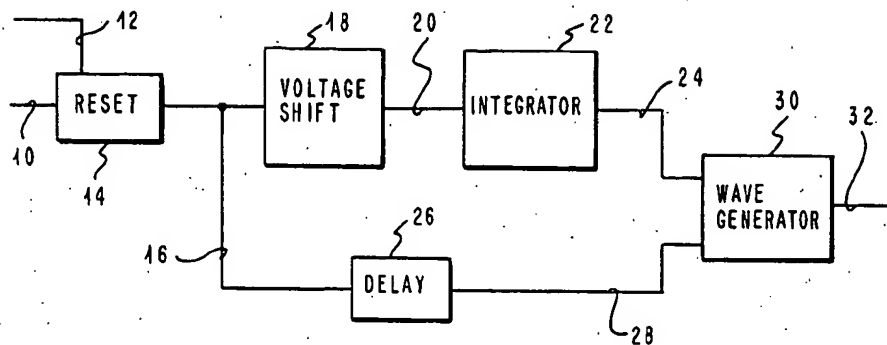 12
18
20
22
24
30
32
RESET
VOLTAGE
SHIFT
INTEGRATOR
WAVE
GENERATOR
10
14
16
26
DELAY
28